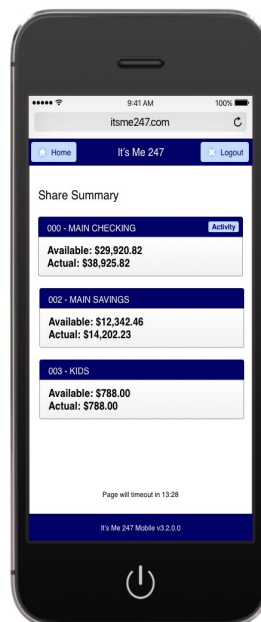 9:41 AM 100%
itsme247.com
Home It's Me 247 Logout
Share Summary
000 - MAIN CHECKING Activity
Available: $29,920.82
Actual: $38,925.82
002 - MAIN SAVINGS
Available: $12,342.46
Actual: $14,202.23
003 - KIDS
Available: $788.00
Actual: $788.00
Page will timeout in 13:28
It's Me 247 Mobile v3.2.0.0